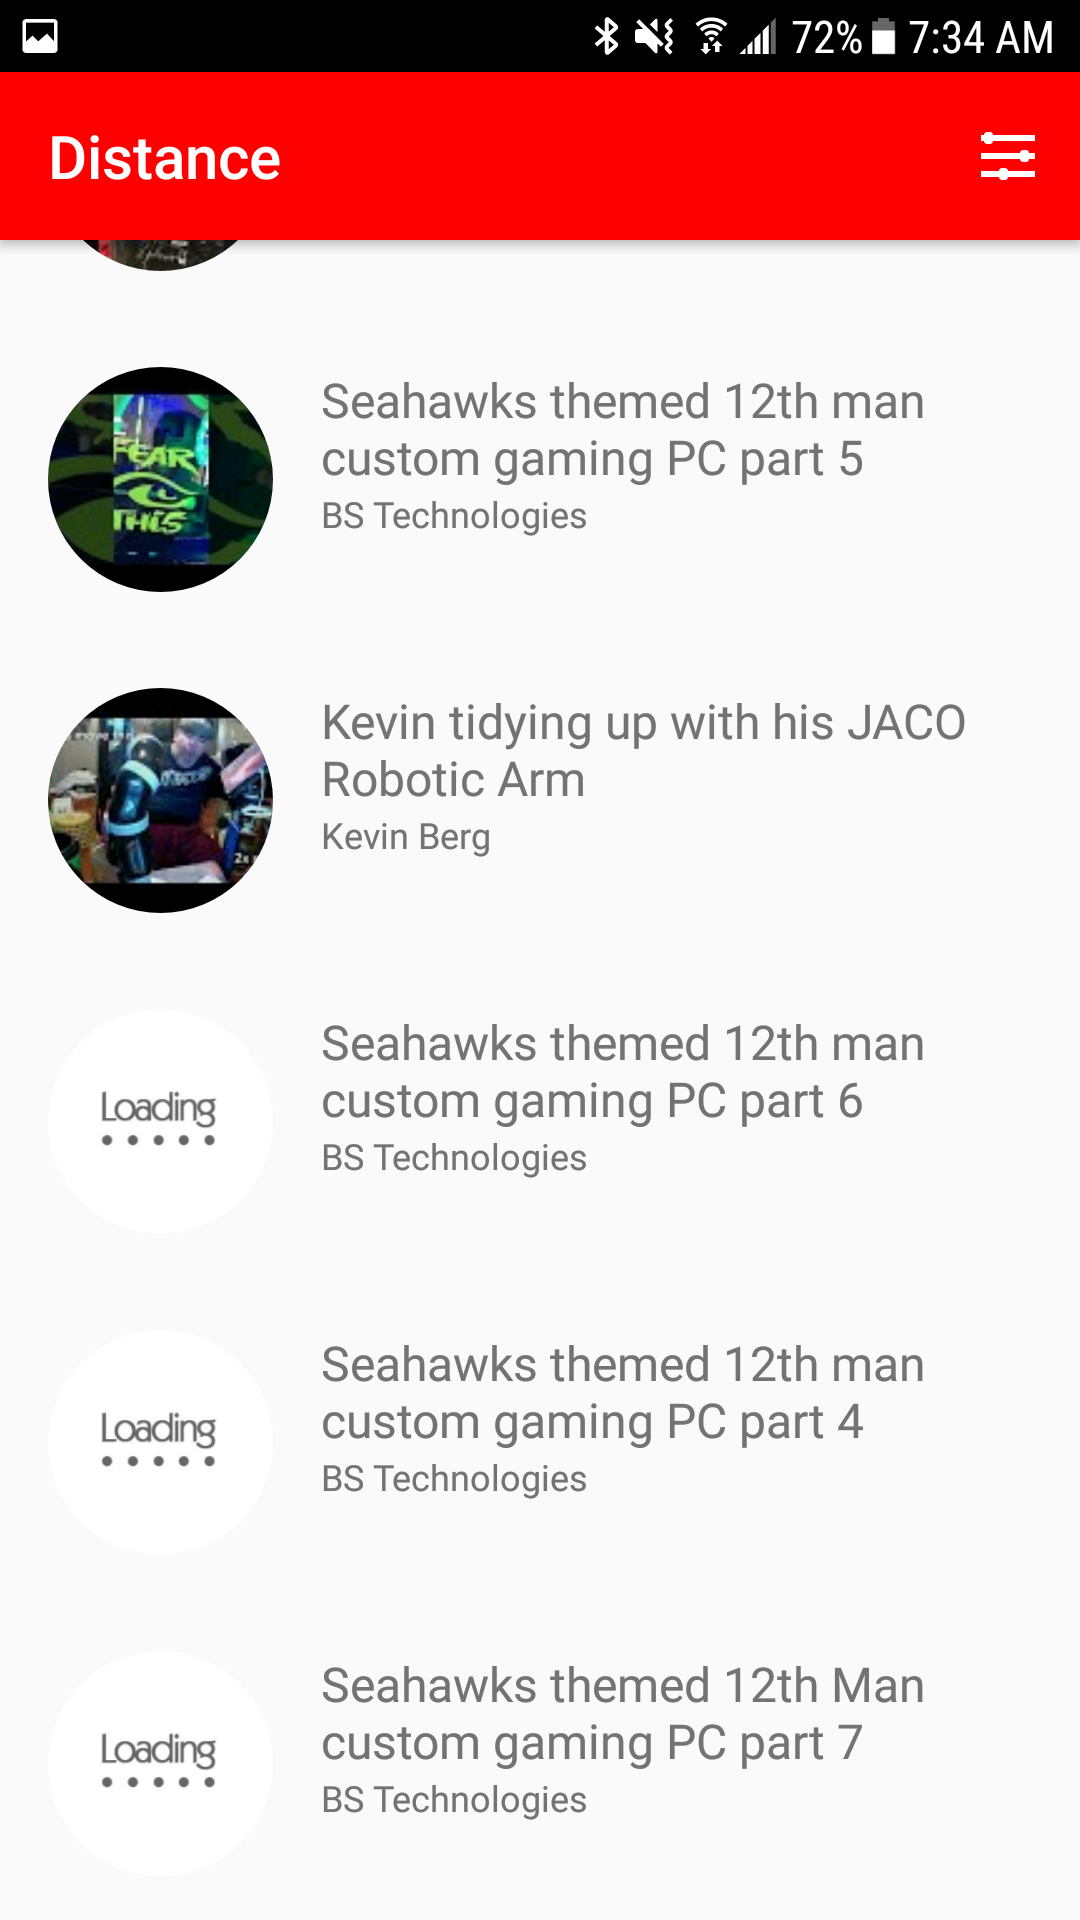 72% 7:34 AM
Distance
FEAR
THIS
Seahawks themed 12th man
custom gaming PC part 5
BS Technologies
Kevin tidying up with his JACO
Robotic Arm
Kevin Berg
2x
Loading
Seahawks themed 12th man
custom gaming PC part 6
BS Technologies
Loading
Seahawks themed 12th man
custom gaming PC part 4
BS Technologies
Loading
Seahawks themed 12th Man
custom gaming PC part 7
BS Technologies